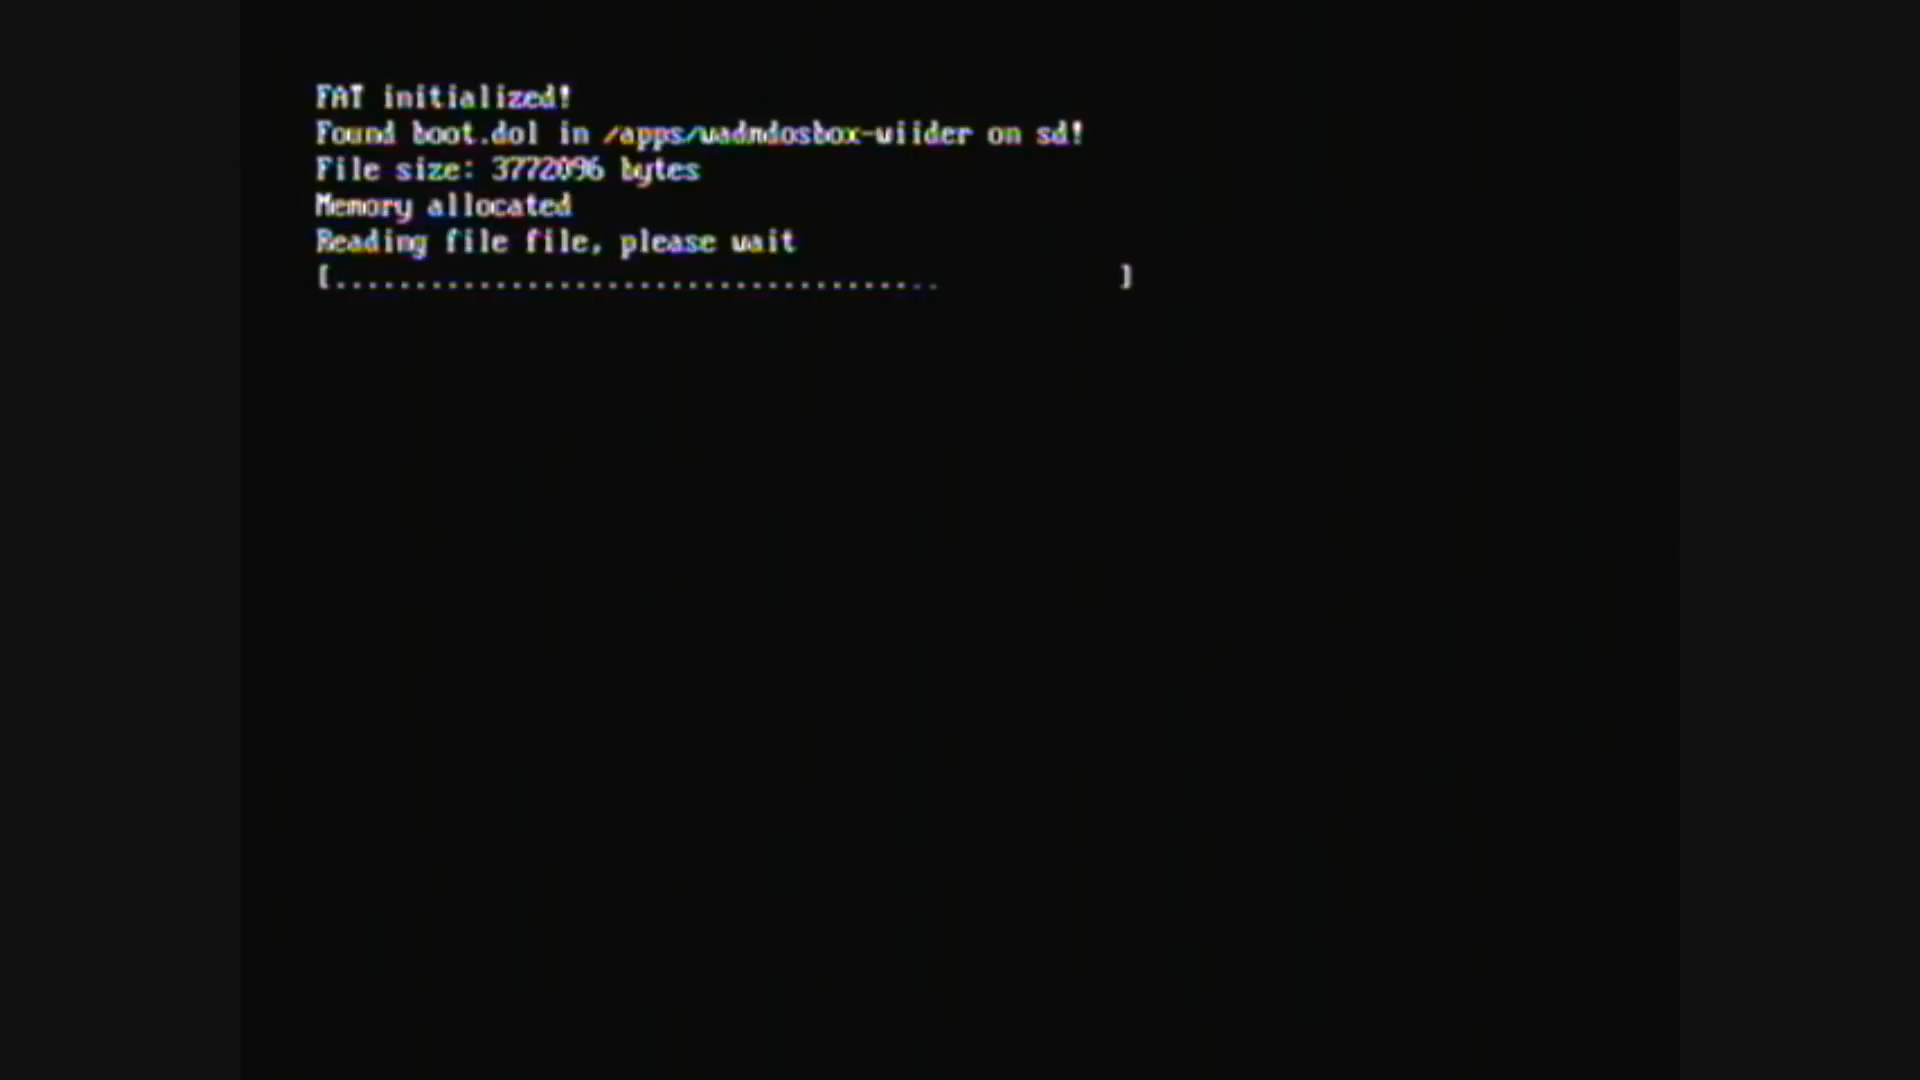 FAT initialized!
Found boot.dol in /apps/wadmdosbox-wiider on sd!
File size: 3772096 bytes
Memory allocated
Reading file file, please wait
[......................................           ]